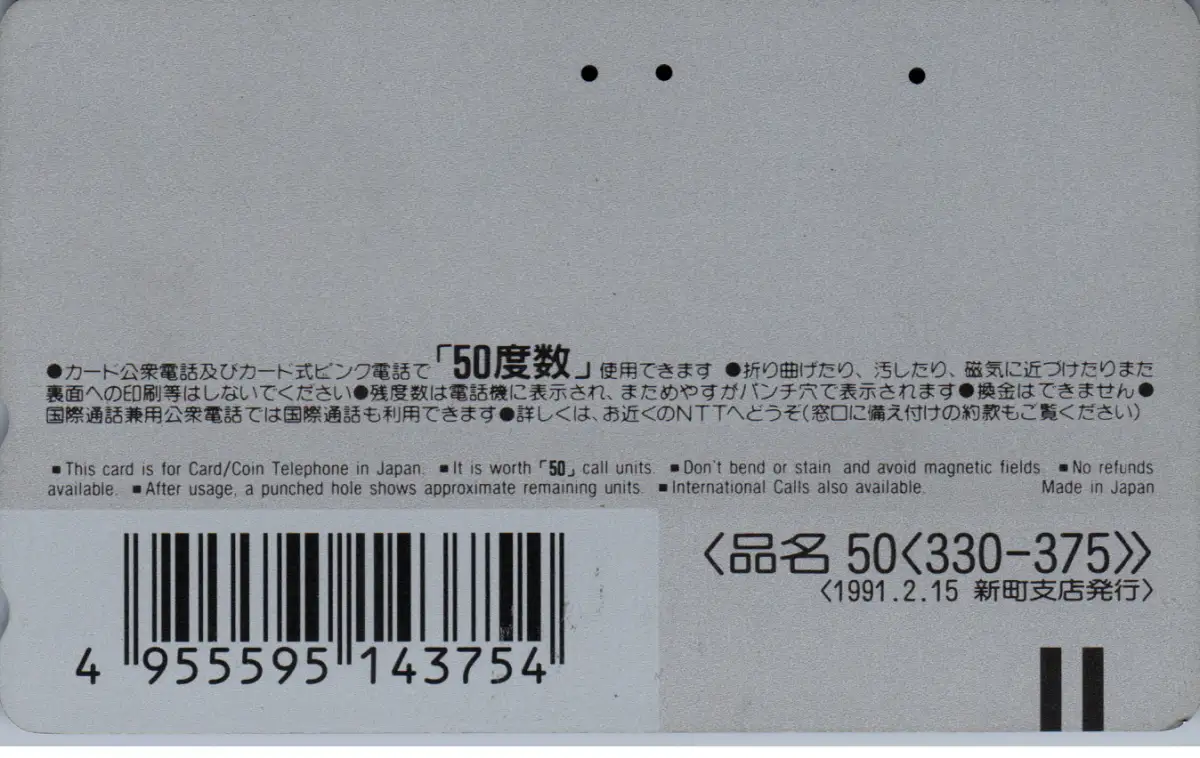 ●カード公衆電話及びカード式ピンク電話で「50度数」使用できます ●折り曲げたり、汚したり、磁気に近づけたりまた
裏面への印刷等はしないでください●残度数は電話機に表示され、まためやすがパンチ穴で表示されます●換金はできません●
国際通話兼用公衆電話では国際通話も利用できます●詳しくは、お近くのNTTへどうぞ(窓口に備え付けの約款もご覧ください)
■This card is for Card/Coin Telephone in Japan. ■It is worth「50」call units. ■Don't bend or stain and avoid magnetic fields. ■No refunds
available. ■After usage, a punched hole shows approximate remaining units. ■International Calls also available. Made in Japan
〈品名 50〈330-375〉〉
〈1991.2.15 新町支店発行〉
4 955595 143754